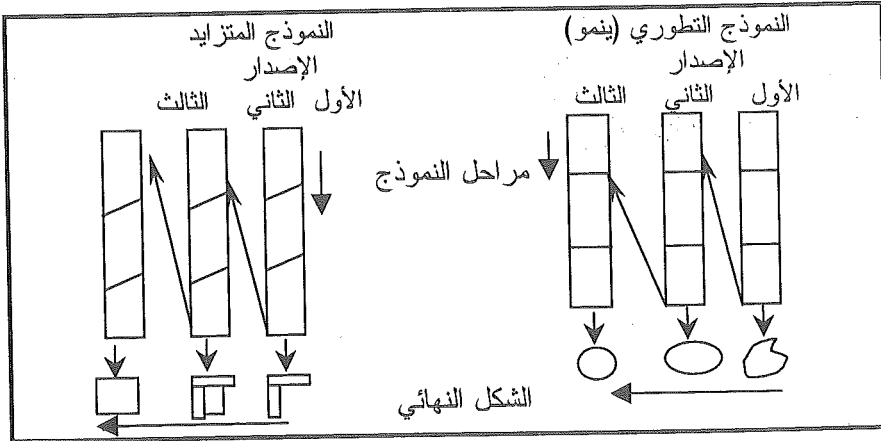 النموذج التطوري (ينمو)
الإصدار
الأول الثاني الثالث
النموذج المتزايد
الإصدار
الأول الثاني الثالث
مراحل النموذج
الشكل النهائي